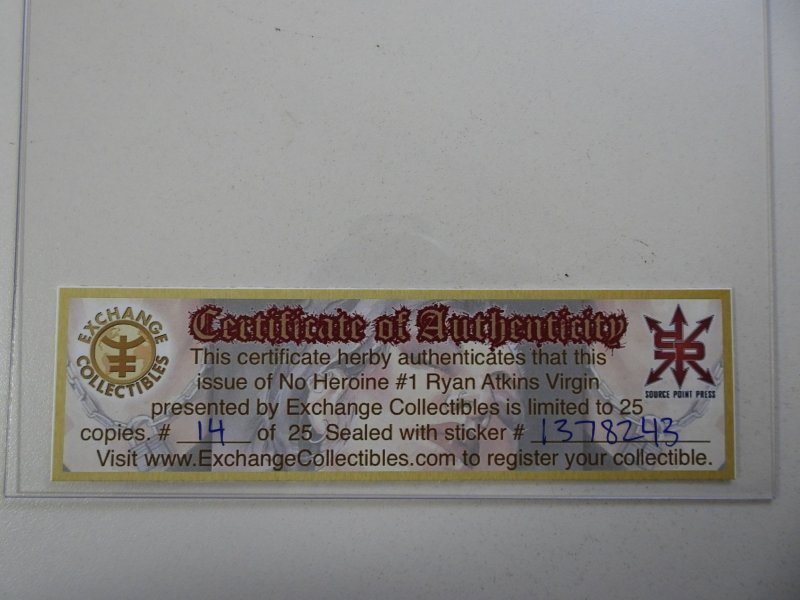 EXCHANGE
COLLECTIBLES
Certificate of Authenticity
This certificate herby authenticates that this
issue of No Heroine #1 Ryan Atkins Virgin
presented by Exchange Collectibles is limited to 25
copies. # 14 of 25 Sealed with sticker # 1378243
Visit www.ExchangeCollectibles.com to register your collectible.
SPP
SOURCE POINT PRESS